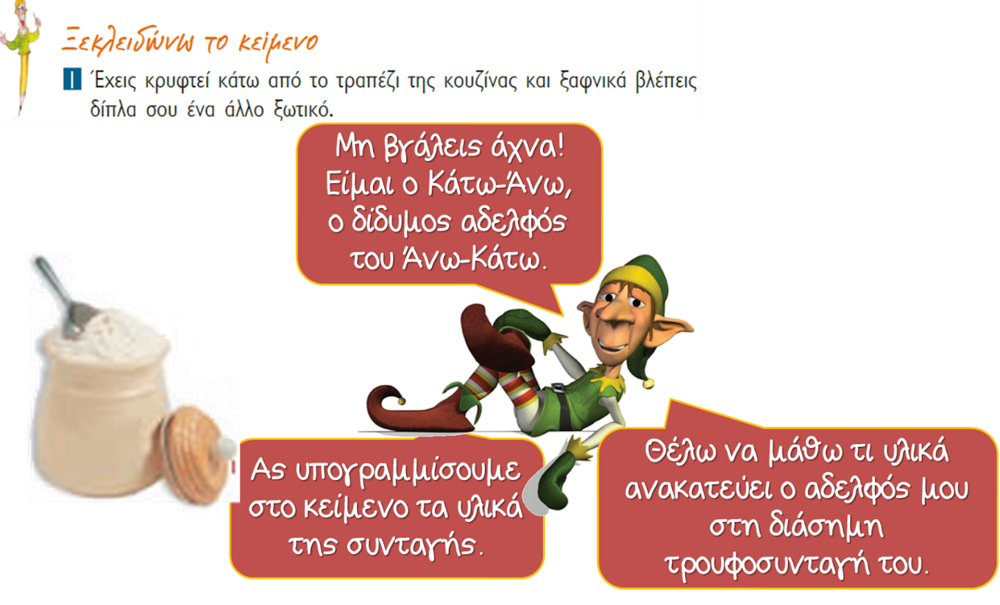 Ξεκλειδώνω το κείμενο
1 Έχεις κρυφτεί κάτω από το τραπέζι της κουζίνας και ξαφνικά βλέπεις
δίπλα σου ένα άλλο ξωτικό.
Μη βγάλεις άχνα!
Είμαι ο Κάτω-Άνω,
ο δίδυμος αδελφός
του Άνω-Κάτω.
Ας υπογραμμίσουμε
στο κείμενο τα υλικά
της συνταγής.
Θέλω να μάθω τι υλικά
ανακατεύει ο αδελφός μου
στη διάσημη
τρουφοσυνταγή του.